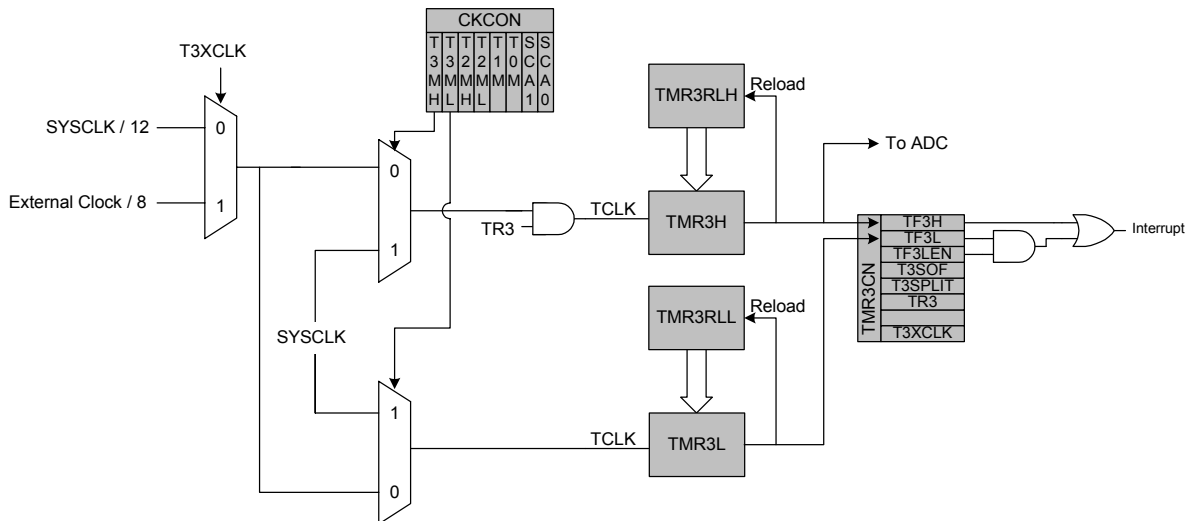 CKCON
T3MH
T3ML
T2MH
T2ML
T1M
T0M
SCA1
SCA0
T3XCLK
0
SYSCLK / 12
External Clock / 8
1
0
1
TR3
TCLK
TMR3RLH
Reload
To ADC
TMR3H
TMR3CN
TF3H
TF3L
TF3LEN
T3SOF
T3SPLIT
TR3
T3XCLK
Interrupt
SYSCLK
TMR3RLL
Reload
1
0
TCLK
TMR3L